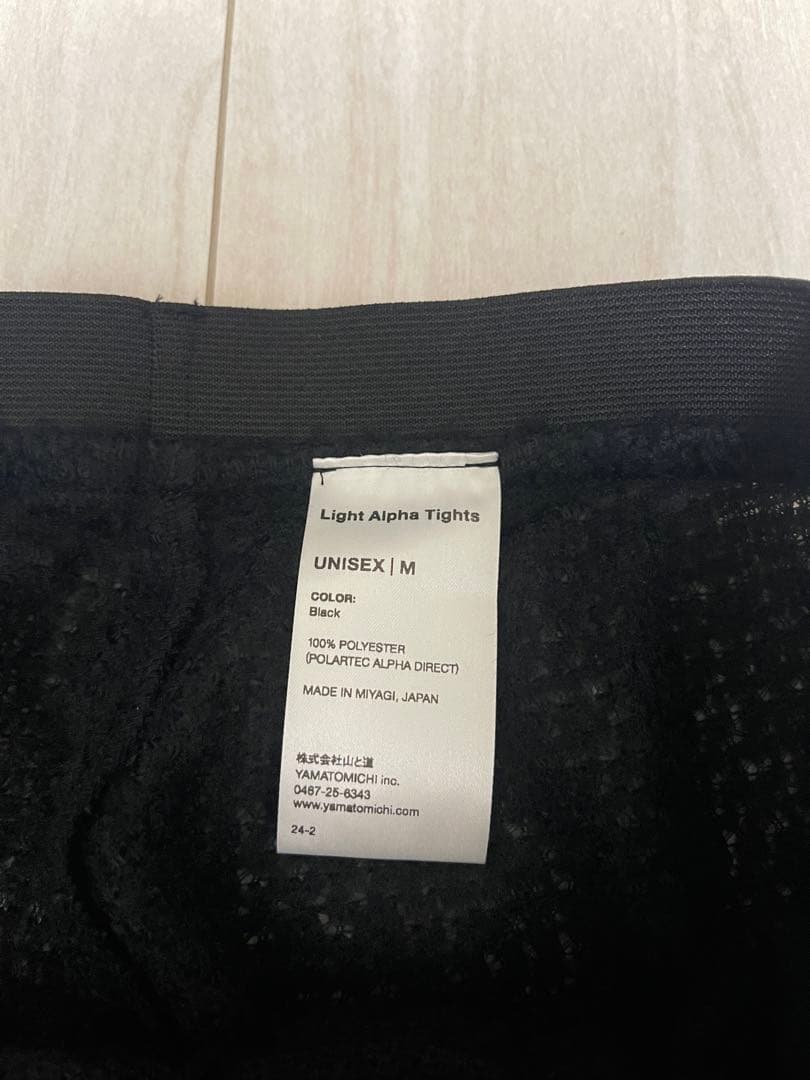 Light Alpha Tights
UNISEX | M
COLOR:
Black
100% POLYESTER
(POLARTEC ALPHA DIRECT)
MADE IN MIYAGI, JAPAN
株式会社山と道
YAMATOMICHI inc.
0467-25-6343
www.yamatomichi.com
24-2